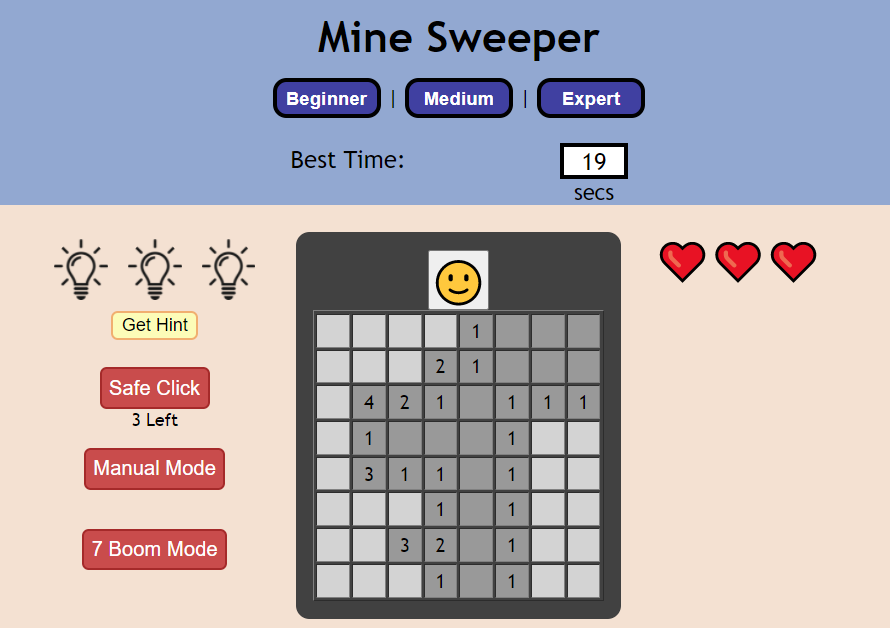 Mine Sweeper
Beginner | Medium | Expert
Best Time: 19
secs
Get Hint
Safe Click
3 Left
Manual Mode
7 Boom Mode
1
2 1
4 2 1 1 1 1
1 1
3 1 1 1
1 1
3 2 1
1 1